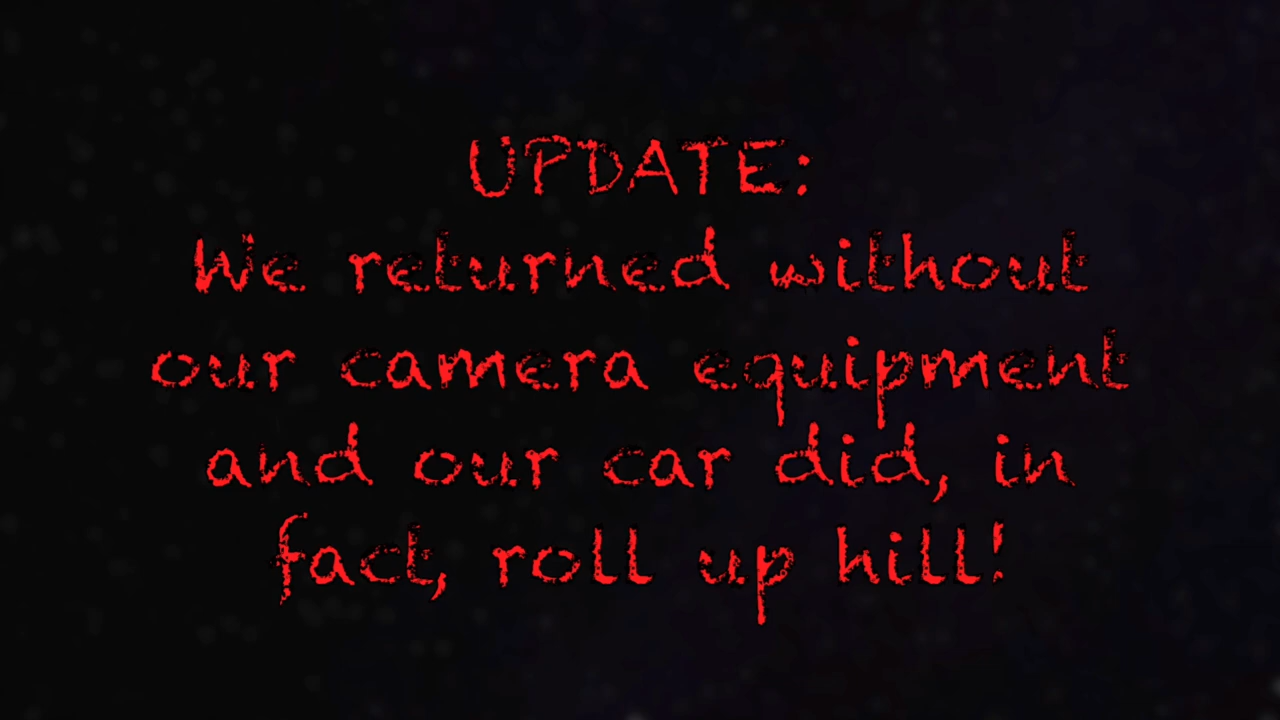 UPDATE:
We returned without
our camera equipment
and our car did, in
fact, roll up hill!